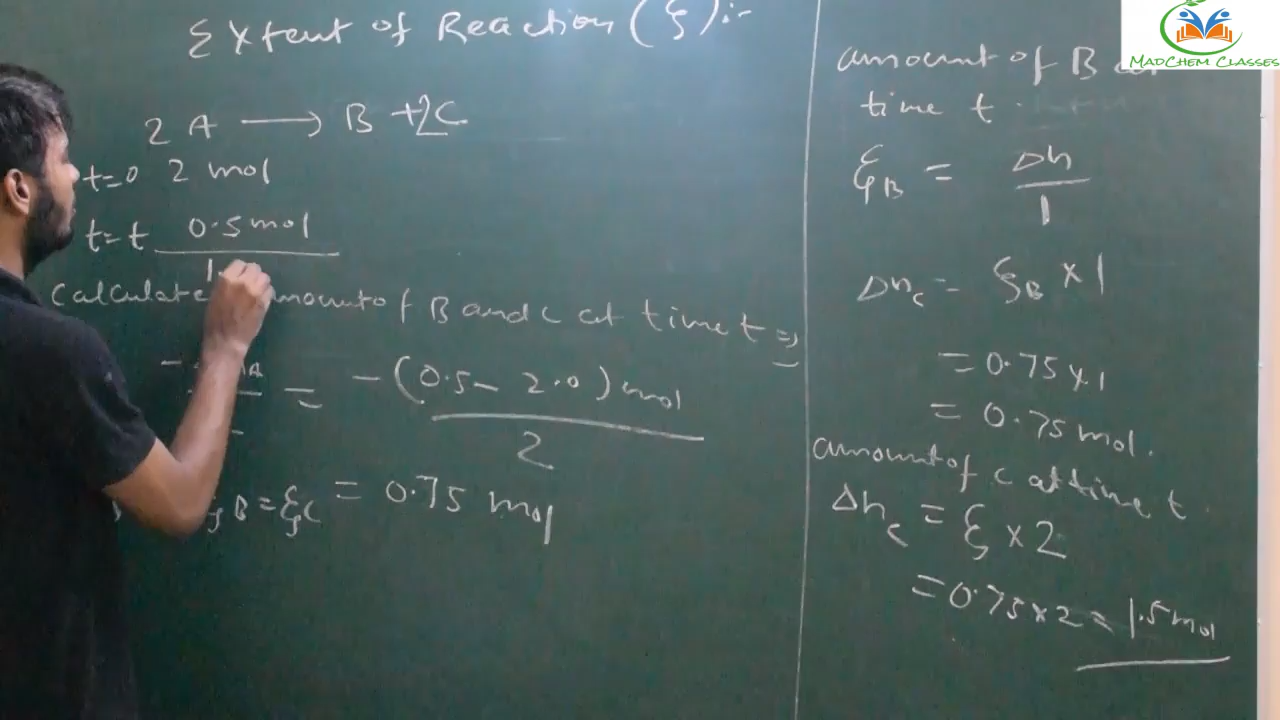 Extent of Reaction (ξ) :-
2 A ⟶ B + 2C
t=0 2 mol
t=t 0.5 mol
1
Calculate amount of B and C at time t ⇒
- = -(0.5 - 2.0) mol / 2
B = ξC = 0.75 mol
amount of B at
time t.
ξB = Δn / 1
Δnc = ξB × 1
= 0.75 × 1
= 0.75 mol.
amount of C at time t.
Δnc = ξ × 2
= 0.75 × 2 = 1.5 mol
MadChem Classes